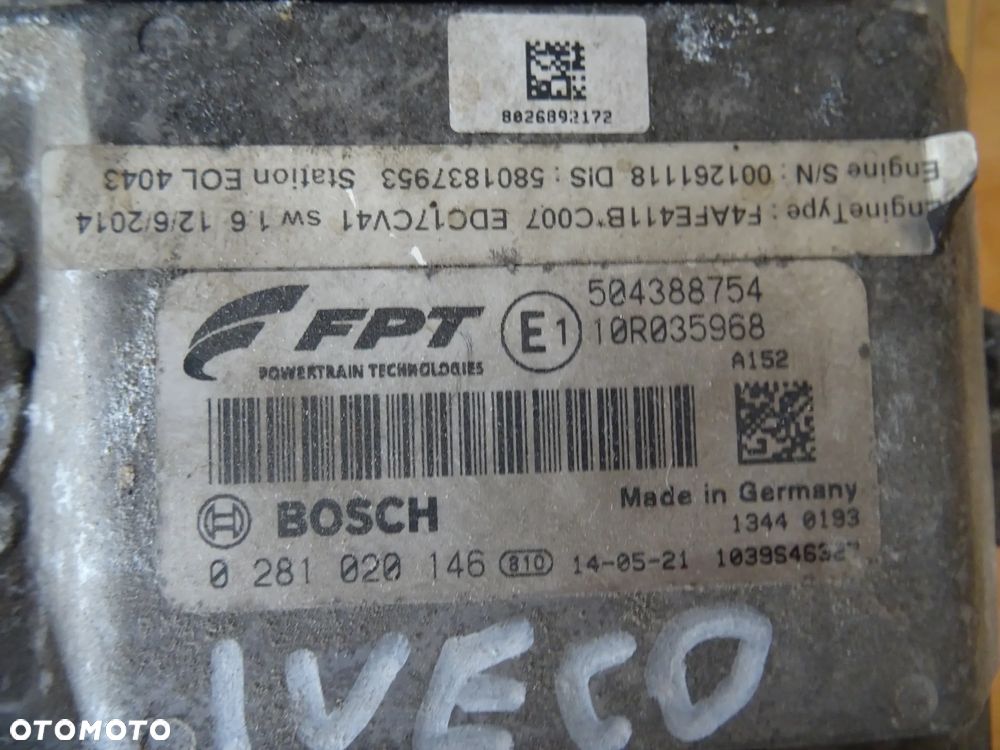 8026892172
EngineType : F4AFE411B*C007 EDC17CV41 sw 1.6 12/6/2014
Engine S/N : 001261118 DIS : 5801837953 Station EOL 4043
FPT
POWERTRAIN TECHNOLOGIES
E1
504388754
10R035968
A152
BOSCH
Made in Germany
1344 0193
0 281 020 146 810 14-05-21
IVECO
OTOMOTO